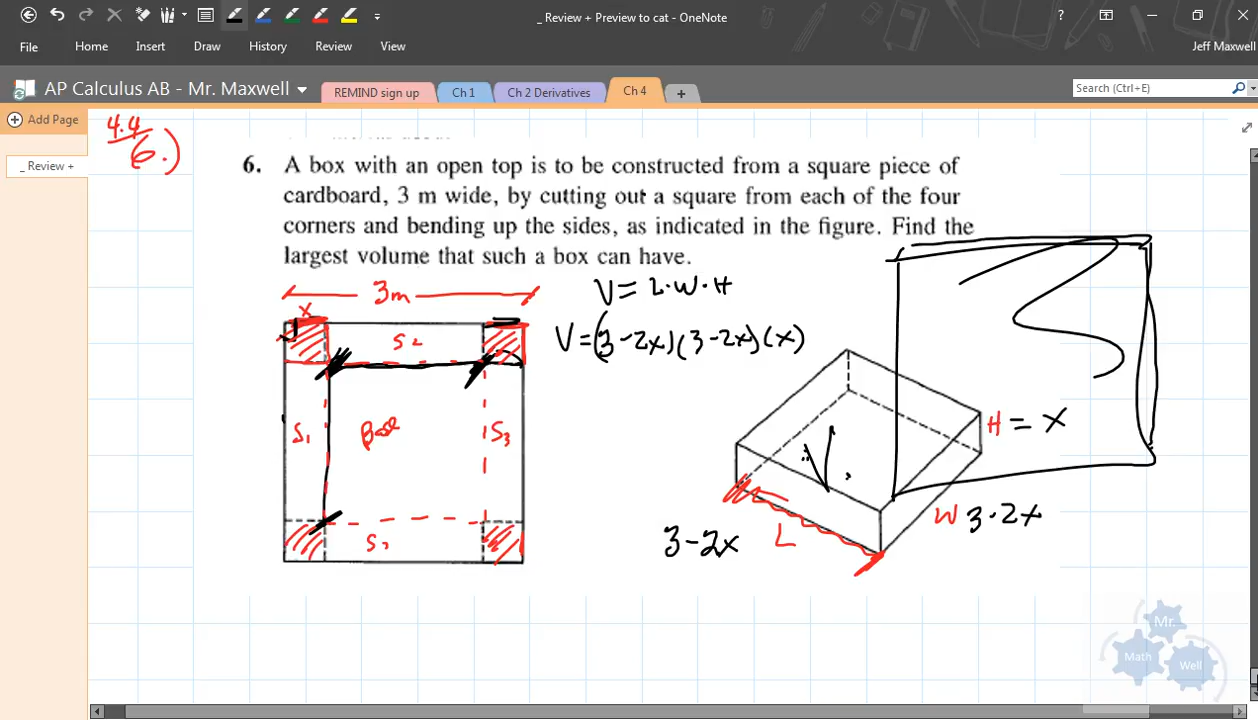 _ Review + Preview to cat - OneNote
?
File Home Insert Draw History Review View
Jeff Maxwell
AP Calculus AB - Mr. Maxwell
REMIND sign up Ch 1 Ch 2 Derivatives Ch 4 +
Search (Ctrl+E)
Add Page
_ Review +
4.4
6.)
6. A box with an open top is to be constructed from a square piece of
cardboard, 3 m wide, by cutting out a square from each of the four
corners and bending up the sides, as indicated in the figure. Find the
largest volume that such a box can have.
3m
V = L·W·H
V = (3-2x)(3-2x)(x)
x
S2
S1
Base
S3
H = x
W 3-2x
L
3-2x
Mr.
Math
Well